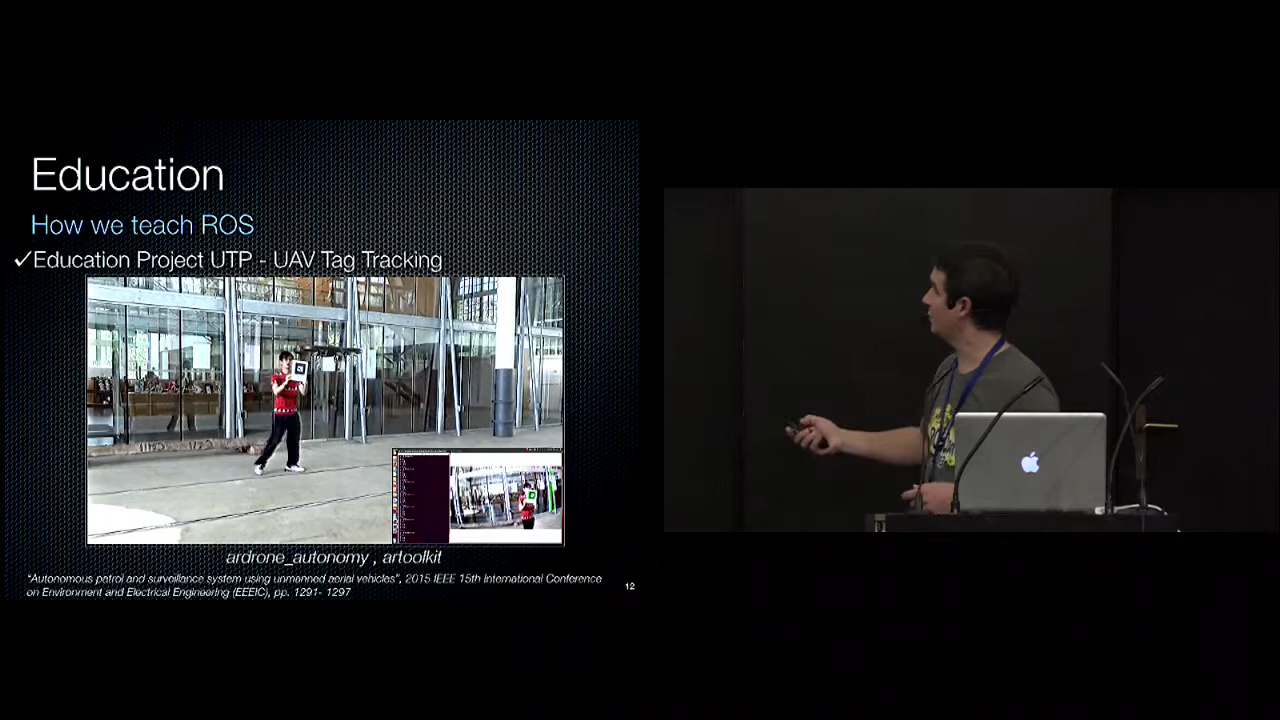 Education
How we teach ROS
✓Education Project UTP - UAV Tag Tracking
ardrone_autonomy , artoolkit
"Autonomous patrol and surveillance system using unmanned aerial vehicles", 2015 IEEE 15th International Conference
on Environment and Electrical Engineering (EEEIC), pp. 1291- 1297
12